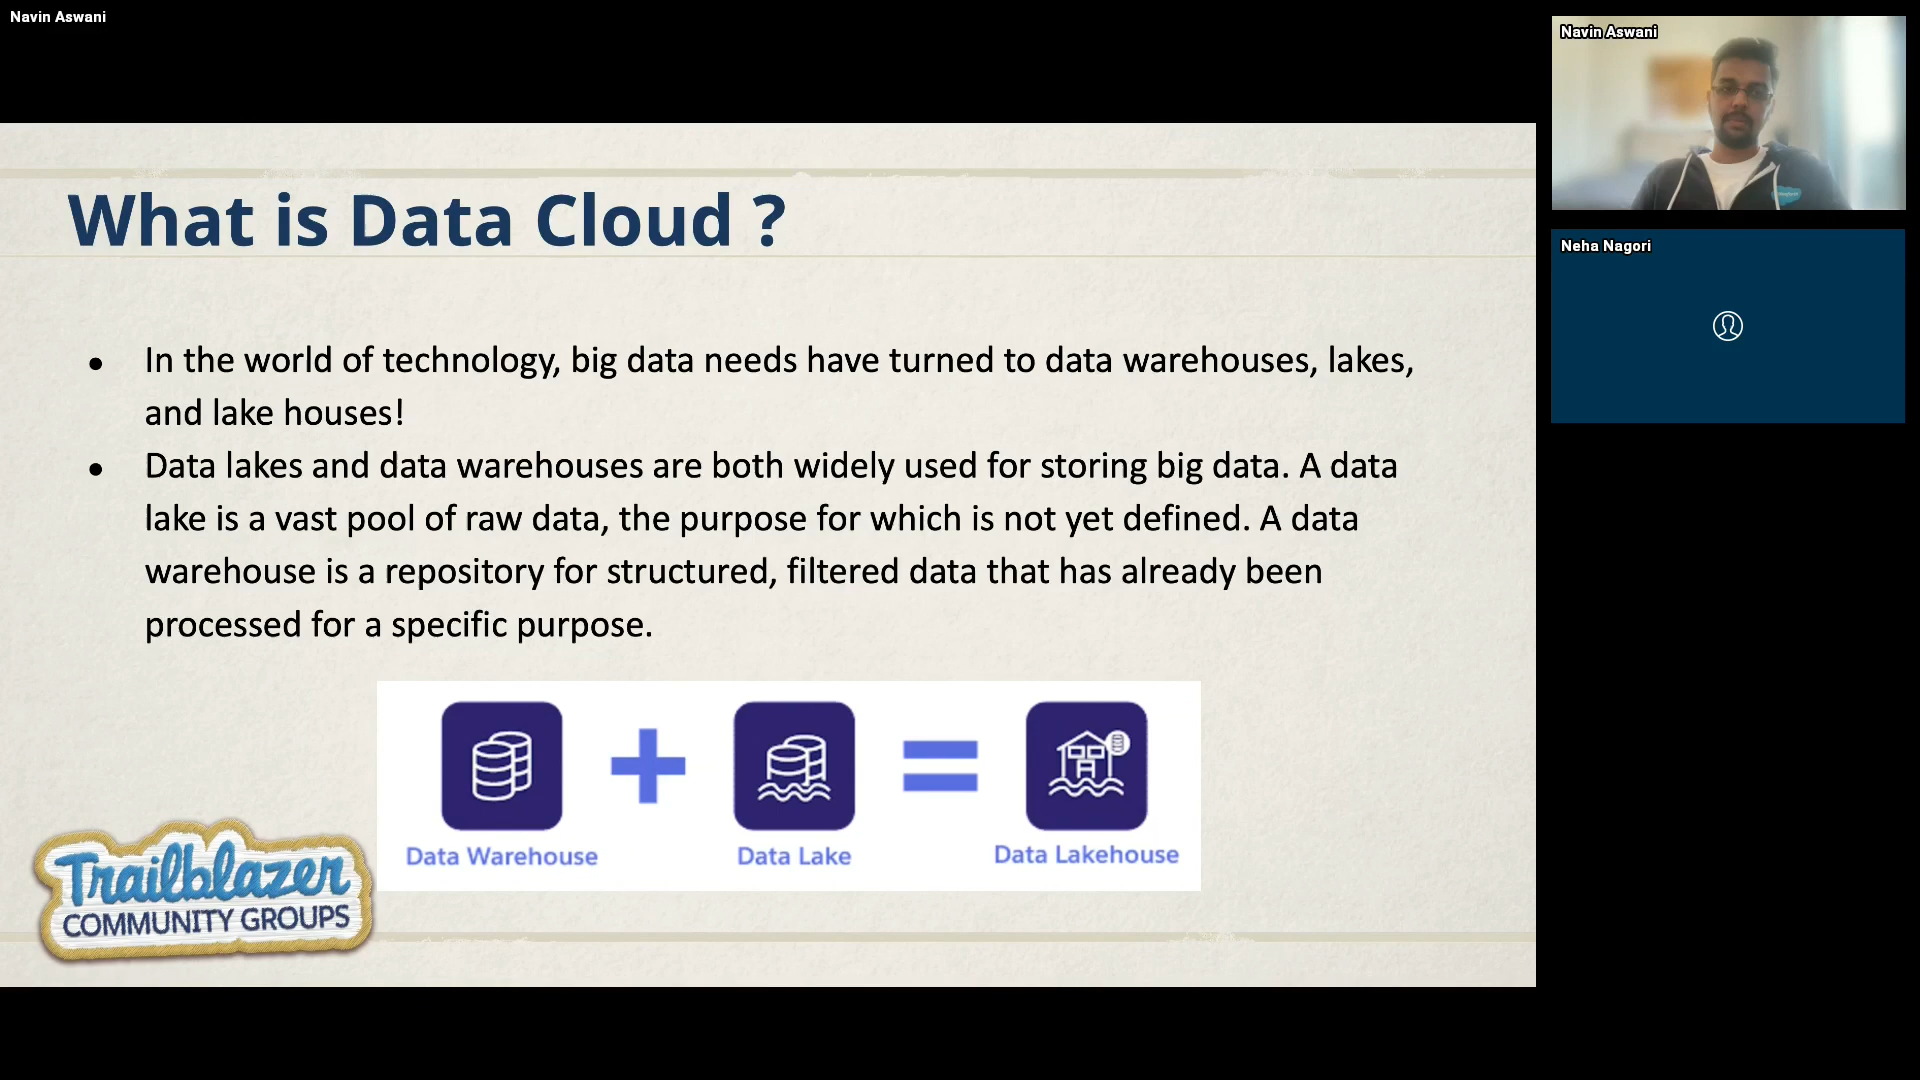 Navin Aswani
Navin Aswani
Neha Nagori
What is Data Cloud ?
● In the world of technology, big data needs have turned to data warehouses, lakes,
and lake houses!
● Data lakes and data warehouses are both widely used for storing big data. A data
lake is a vast pool of raw data, the purpose for which is not yet defined. A data
warehouse is a repository for structured, filtered data that has already been
processed for a specific purpose.
Data Warehouse
Data Lake
Data Lakehouse
Trailblazer
COMMUNITY GROUPS